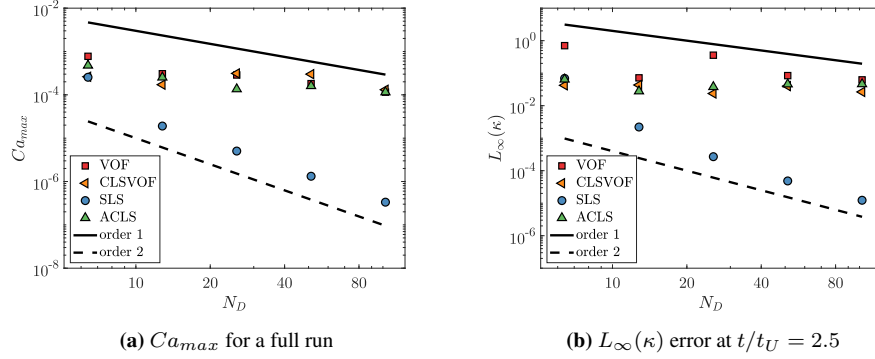 10^-2
10^-4
10^-6
10^-8
Ca_max
VOF
CLSVOF
SLS
ACLS
order 1
order 2
10 20 40 80
N_D
(a) Ca_max for a full run
10^0
10^-2
10^-4
10^-6
L_∞(κ)
VOF
CLSVOF
SLS
ACLS
order 1
order 2
10 20 40 80
N_D
(b) L_∞(κ) error at t/t_U = 2.5